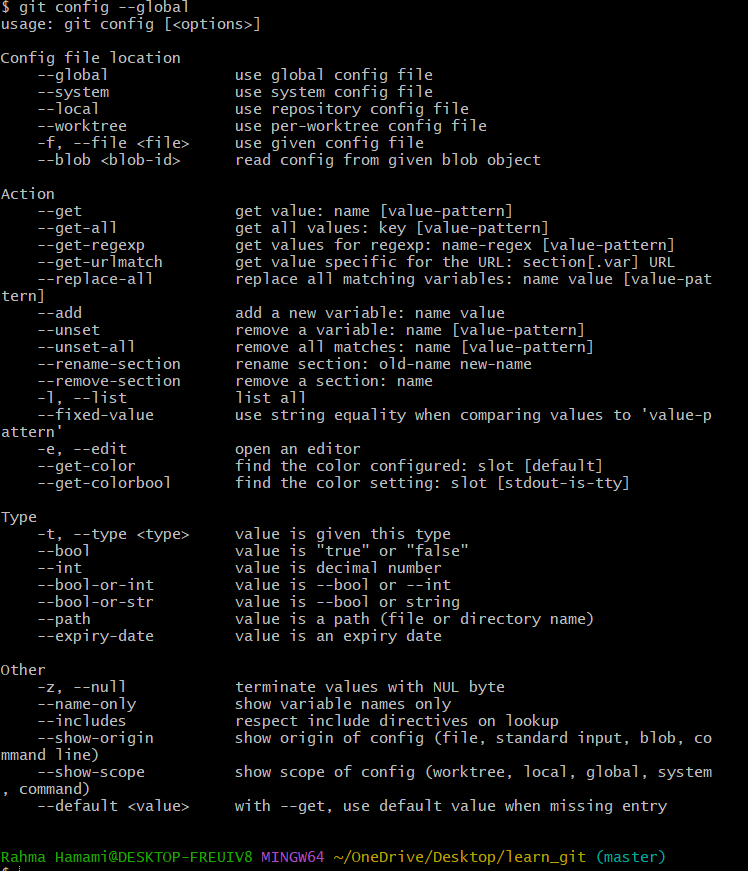 $ git config --global
usage: git config [<options>]
Config file location
--global use global config file
--system use system config file
--local use repository config file
--worktree use per-worktree config file
-f, --file <file> use given config file
--blob <blob-id> read config from given blob object
Action
--get get value: name [value-pattern]
--get-all get all values: key [value-pattern]
--get-regexp get values for regexp: name-regex [value-pattern]
--get-urlmatch get value specific for the URL: section[.var] URL
--replace-all replace all matching variables: name value [value-pat
tern]
--add add a new variable: name value
--unset remove a variable: name [value-pattern]
--unset-all remove all matches: name [value-pattern]
--rename-section rename section: old-name new-name
--remove-section remove a section: name
-l, --list list all
--fixed-value use string equality when comparing values to 'value-p
attern'
-e, --edit open an editor
--get-color find the color configured: slot [default]
--get-colorbool find the color setting: slot [stdout-is-tty]
Type
-t, --type <type> value is given this type
--bool value is "true" or "false"
--int value is decimal number
--bool-or-int value is --bool or --int
--bool-or-str value is --bool or string
--path value is a path (file or directory name)
--expiry-date value is an expiry date
Other
-z, --null terminate values with NUL byte
--name-only show variable names only
--includes respect include directives on lookup
--show-origin show origin of config (file, standard input, blob, co
mmand line)
--show-scope show scope of config (worktree, local, global, system
, command)
--default <value> with --get, use default value when missing entry
Rahma Hamami@DESKTOP-FREUIV8 MINGW64 ~/OneDrive/Desktop/learn_git (master)
$